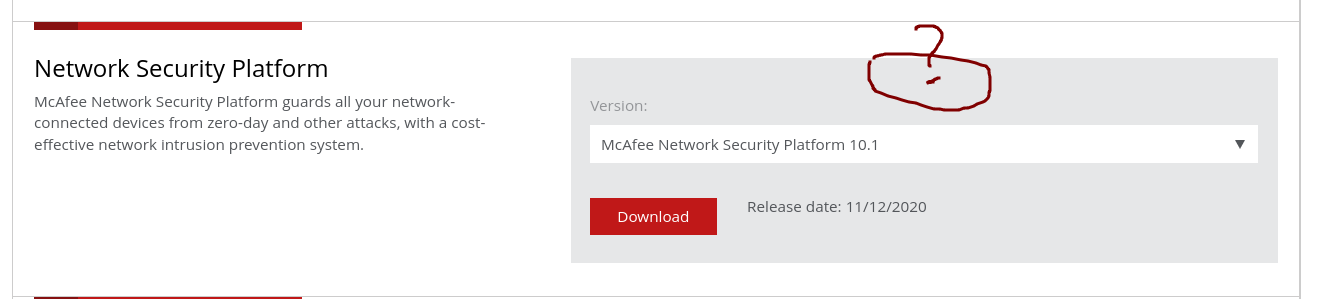 Network Security Platform
McAfee Network Security Platform guards all your network-
connected devices from zero-day and other attacks, with a cost-
effective network intrusion prevention system.
?
Version:
McAfee Network Security Platform 10.1
Download
Release date: 11/12/2020